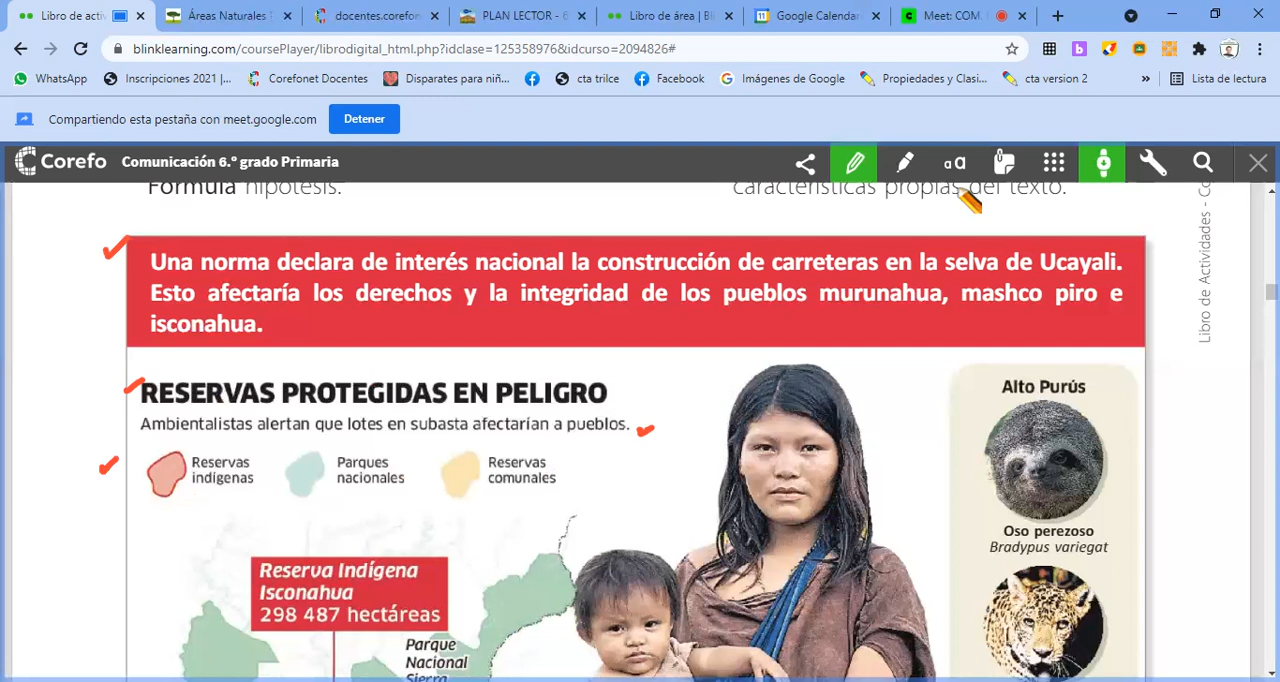 Libro de activ
Áreas Naturales
docentes.corefon
PLAN LECTOR - 6
Libro de área | Bl
Google Calendar
Meet: COM.
blinklearning.com/coursePlayer/librodigital_html.php?idclase=125358976&idcurso=2094826#
WhatsApp
Inscripciones 2021 |...
Corefonet Docentes
Disparates para niñ...
cta trilce
Facebook
Imágenes de Google
Propiedades y Clasi...
cta version 2
»
Lista de lectura
Compartiendo esta pestaña con meet.google.com
Detener
Corefo
Comunicación 6.º grado Primaria
aa
Formula hipótesis.
características propias del texto.
Libro de Actividades - Co
Una norma declara de interés nacional la construcción de carreteras en la selva de Ucayali.
Esto afectaría los derechos y la integridad de los pueblos murunahua, mashco piro e
isconahua.
RESERVAS PROTEGIDAS EN PELIGRO
Ambientalistas alertan que lotes en subasta afectarían a pueblos.
Reservas
indígenas
Parques
nacionales
Reservas
comunales
Alto Purús
Oso perezoso
Bradypus variegat
Reserva Indígena
Isconahua
298 487 hectáreas
Parque
Nacional
Sierra